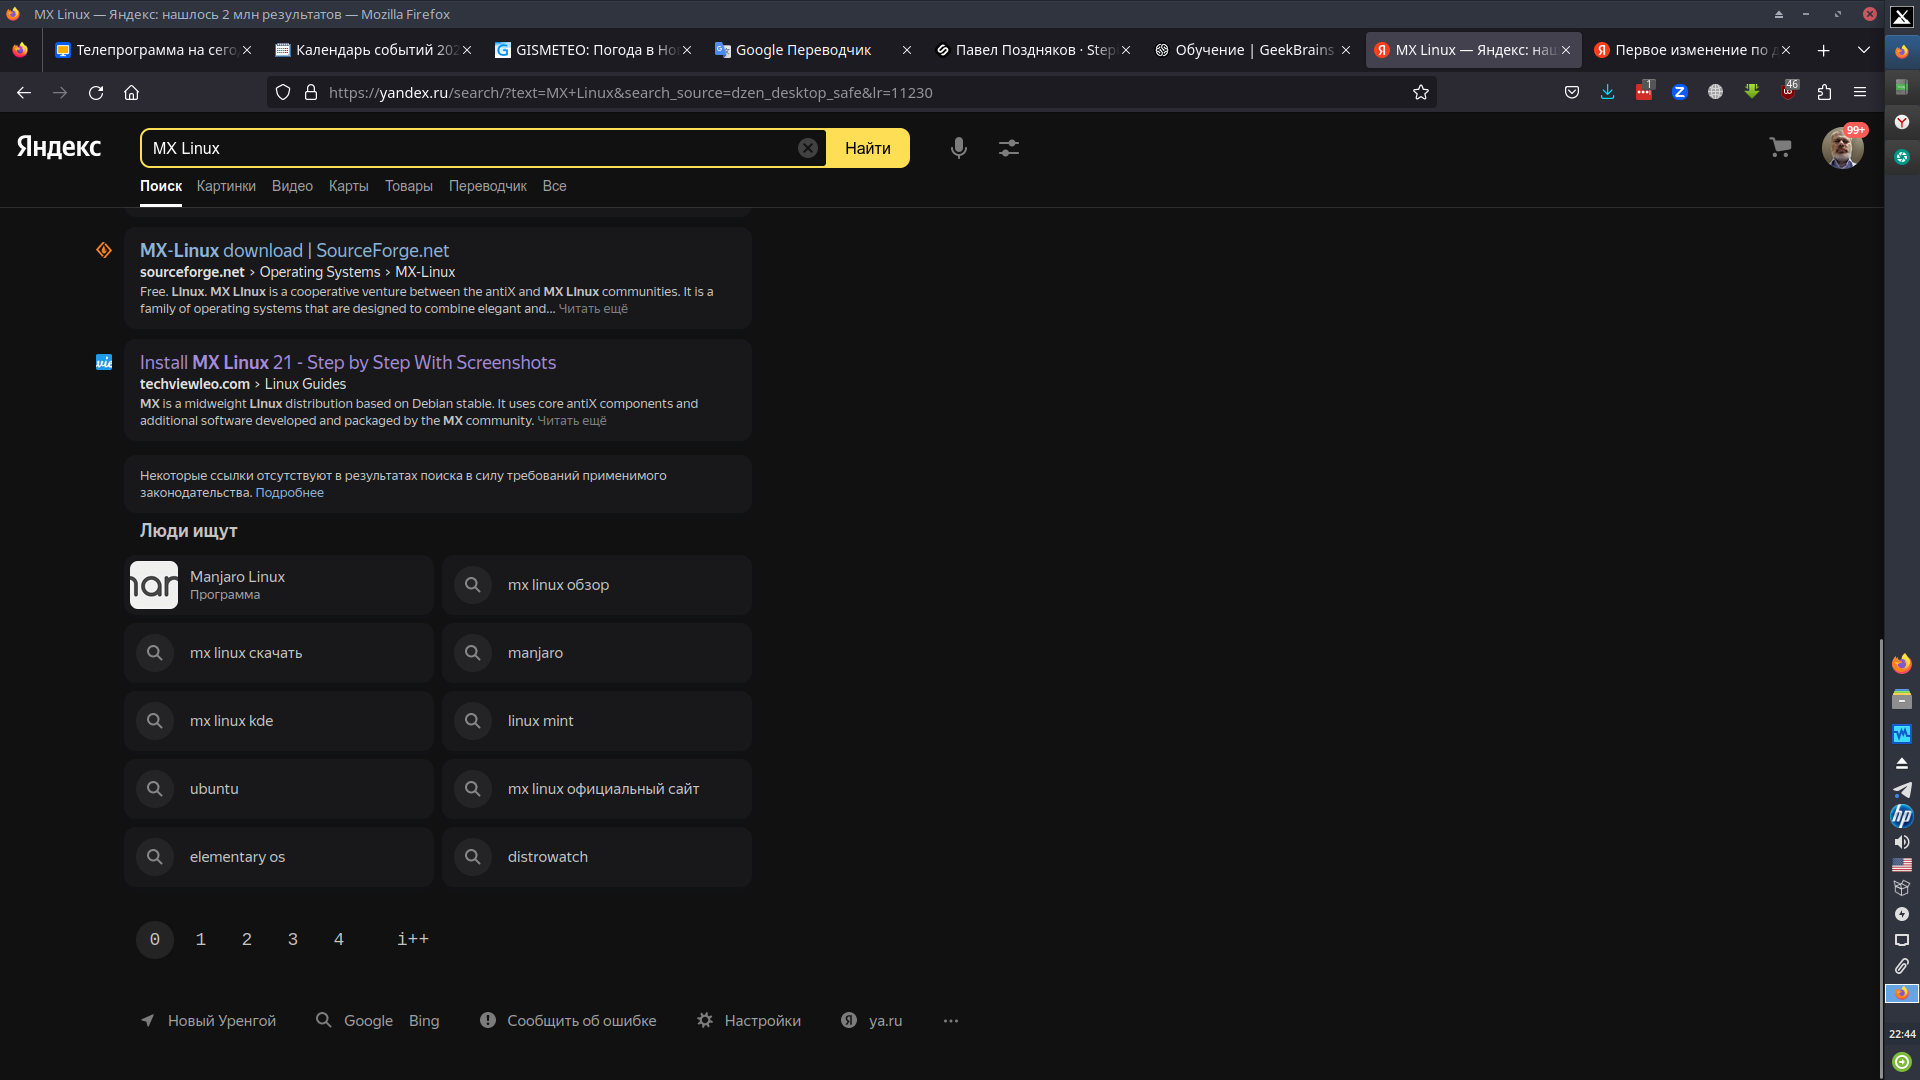 MX Linux — Яндекс: нашлось 2 млн результатов — Mozilla Firefox
Телепрограмма на сего
Календарь событий 202
GISMETEO: Погода в Но
Google Переводчик
Павел Поздняков · Step
Обучение | GeekBrains
MX Linux — Яндекс: наш
Первое изменение по д
https://yandex.ru/search/?text=MX+Linux&search_source=dzen_desktop_safe&lr=11230
1
46
Яндекс
MX Linux
Найти
99+
Поиск Картинки Видео Карты Товары Переводчик Все
MX-Linux download | SourceForge.net
sourceforge.net › Operating Systems › MX-Linux
Free. Linux. MX Linux is a cooperative venture between the antiX and MX Linux communities. It is a
family of operating systems that are designed to combine elegant and... Читать ещё
vie
Install MX Linux 21 - Step by Step With Screenshots
techviewleo.com › Linux Guides
MX is a midweight Linux distribution based on Debian stable. It uses core antiX components and
additional software developed and packaged by the MX community. Читать ещё
Некоторые ссылки отсутствуют в результатах поиска в силу требований применимого
законодательства. Подробнее
Люди ищут
Manjaro Linux
Программа
mx linux обзор
mx linux скачать
manjaro
mx linux kde
linux mint
ubuntu
mx linux официальный сайт
elementary os
distrowatch
0 1 2 3 4 i++
Новый Уренгой Google Bing Сообщить об ошибке Настройки ya.ru
hp
22:44